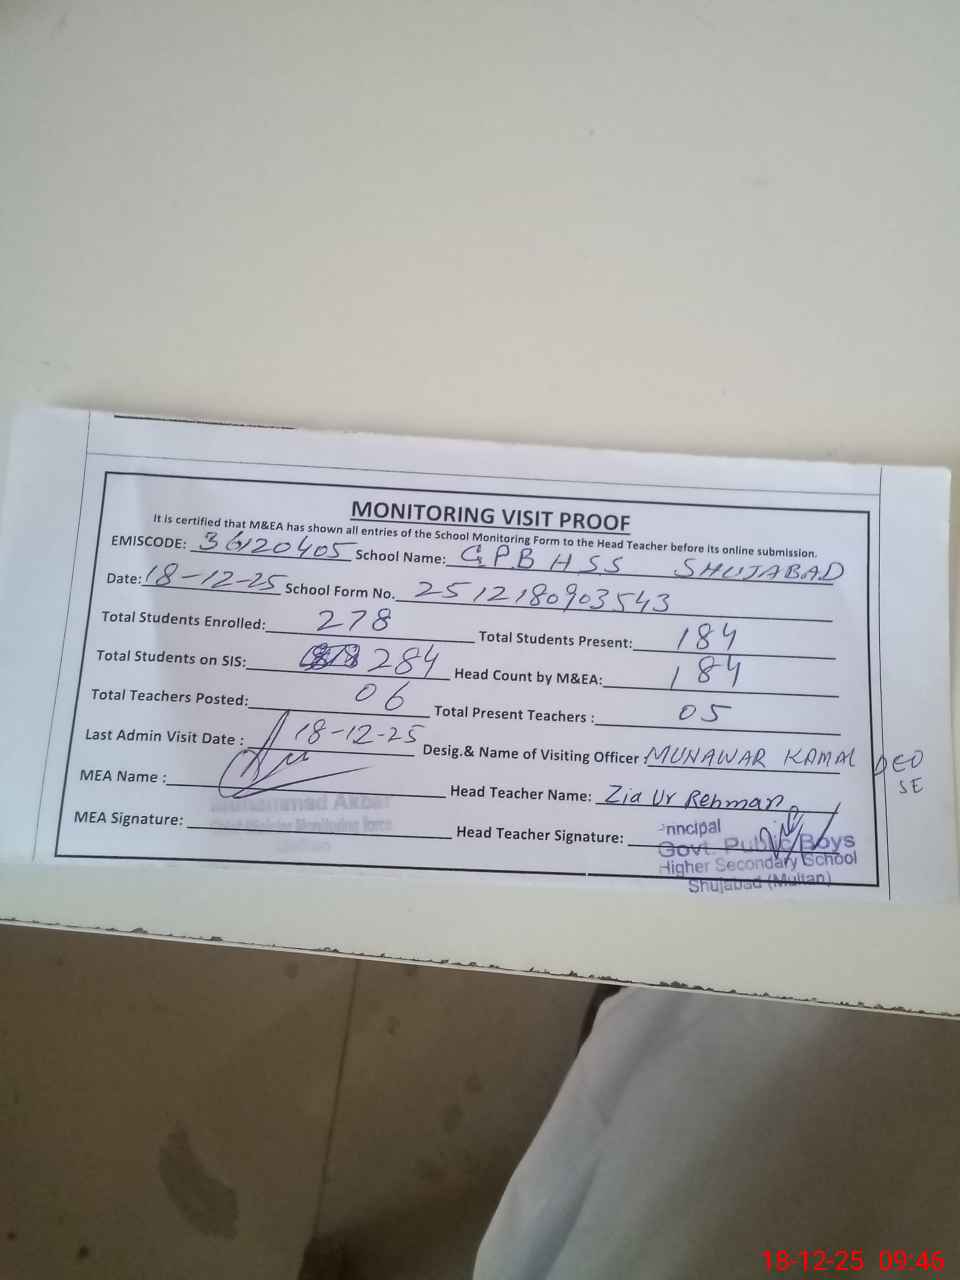 MONITORING VISIT PROOF
It is certified that M&EA has shown all entries of the School Monitoring Form to the Head Teacher before its online submission.
EMISCODE: 36120405 School Name: G.P.B H S.S SHUJABAD
Date: 18-12-25 School Form No. 2512180903543
Total Students Enrolled: 278 Total Students Present: 184
Total Students on SIS: 284 Head Count by M&EA: 184
Total Teachers Posted: 06 Total Present Teachers : 05
Last Admin Visit Date : 18-12-25 Desig.& Name of Visiting Officer : MUNAWAR KAMAL DEO
SE
MEA Name : Head Teacher Name: Zia Ur Rehman
Muhammad Akbar
MEA Signature: Head Teacher Signature:
Principal
Govt. Public Boys
Higher Secondary School
Shujabad (Multan)
18-12-25 09:46